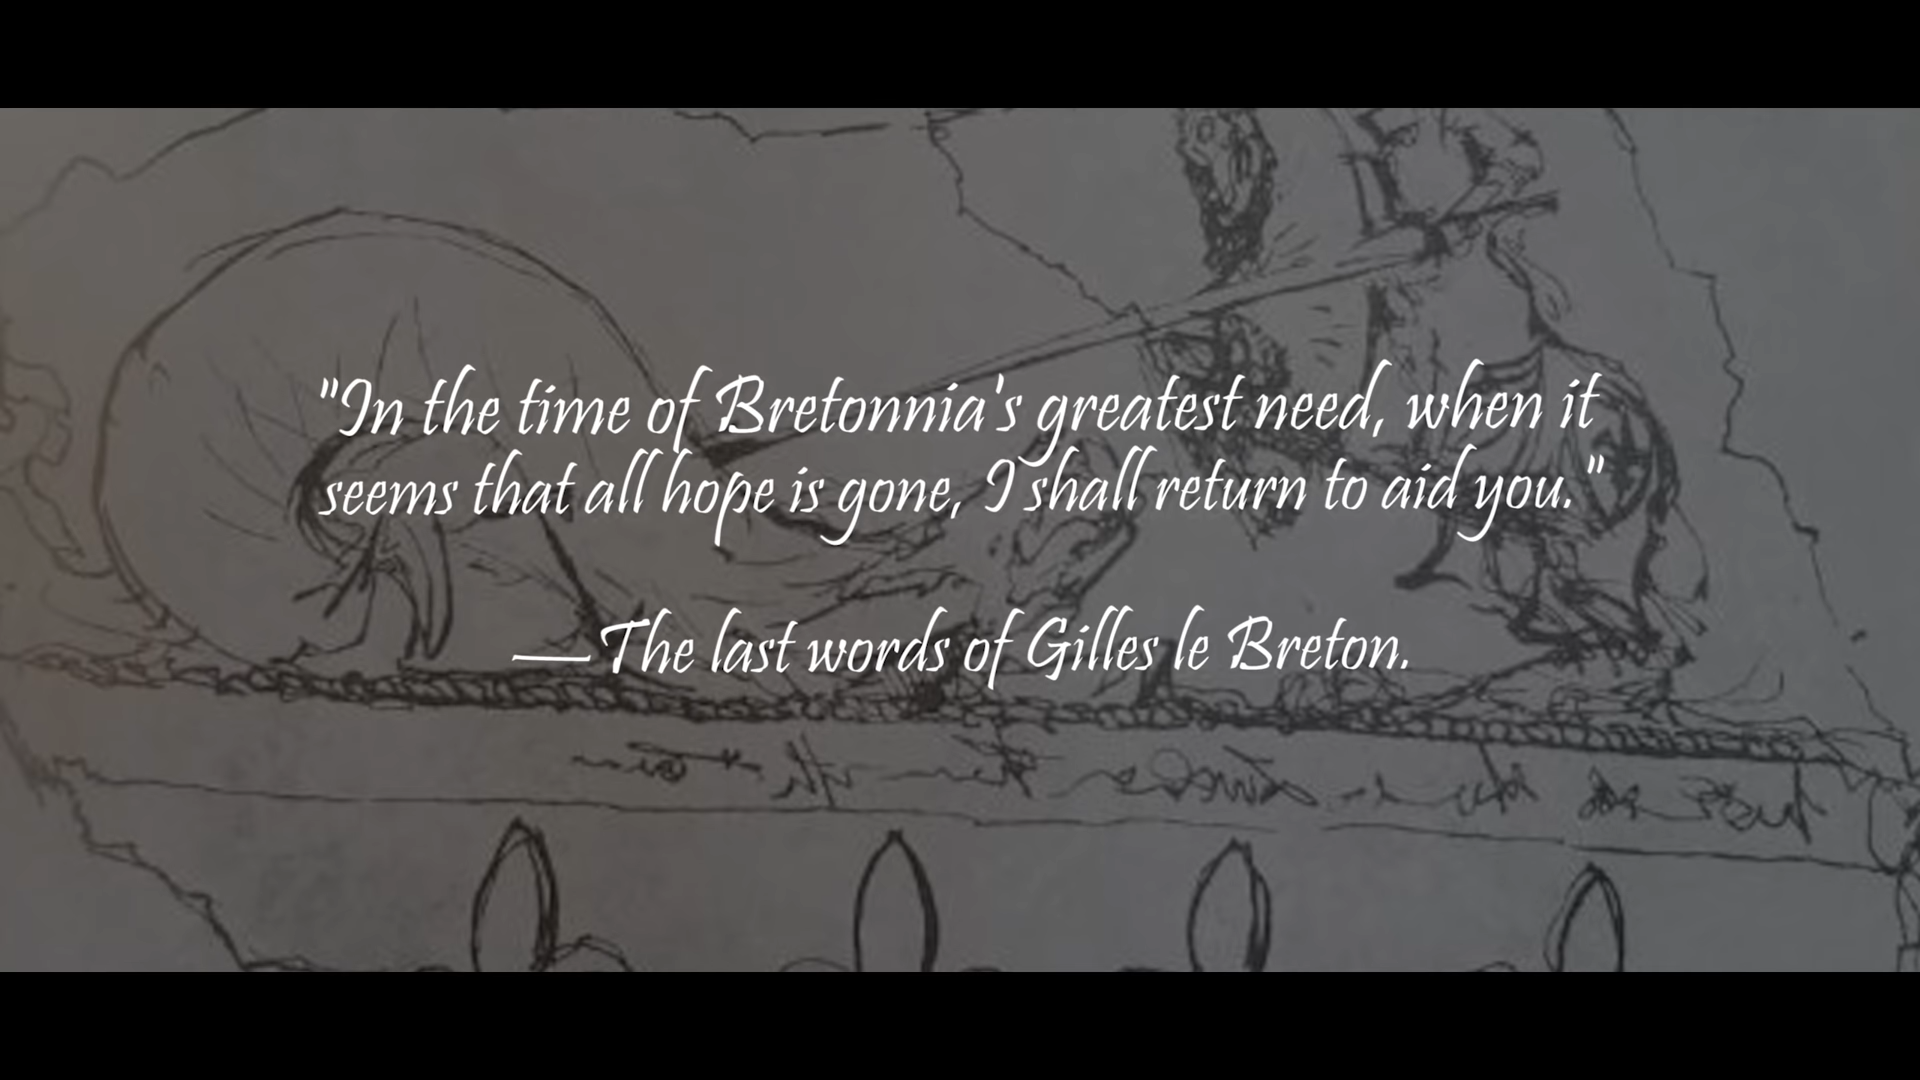 "In the time of Bretonnia's greatest need, when it
seems that all hope is gone, I shall return to aid you."
—The last words of Gilles le Breton.